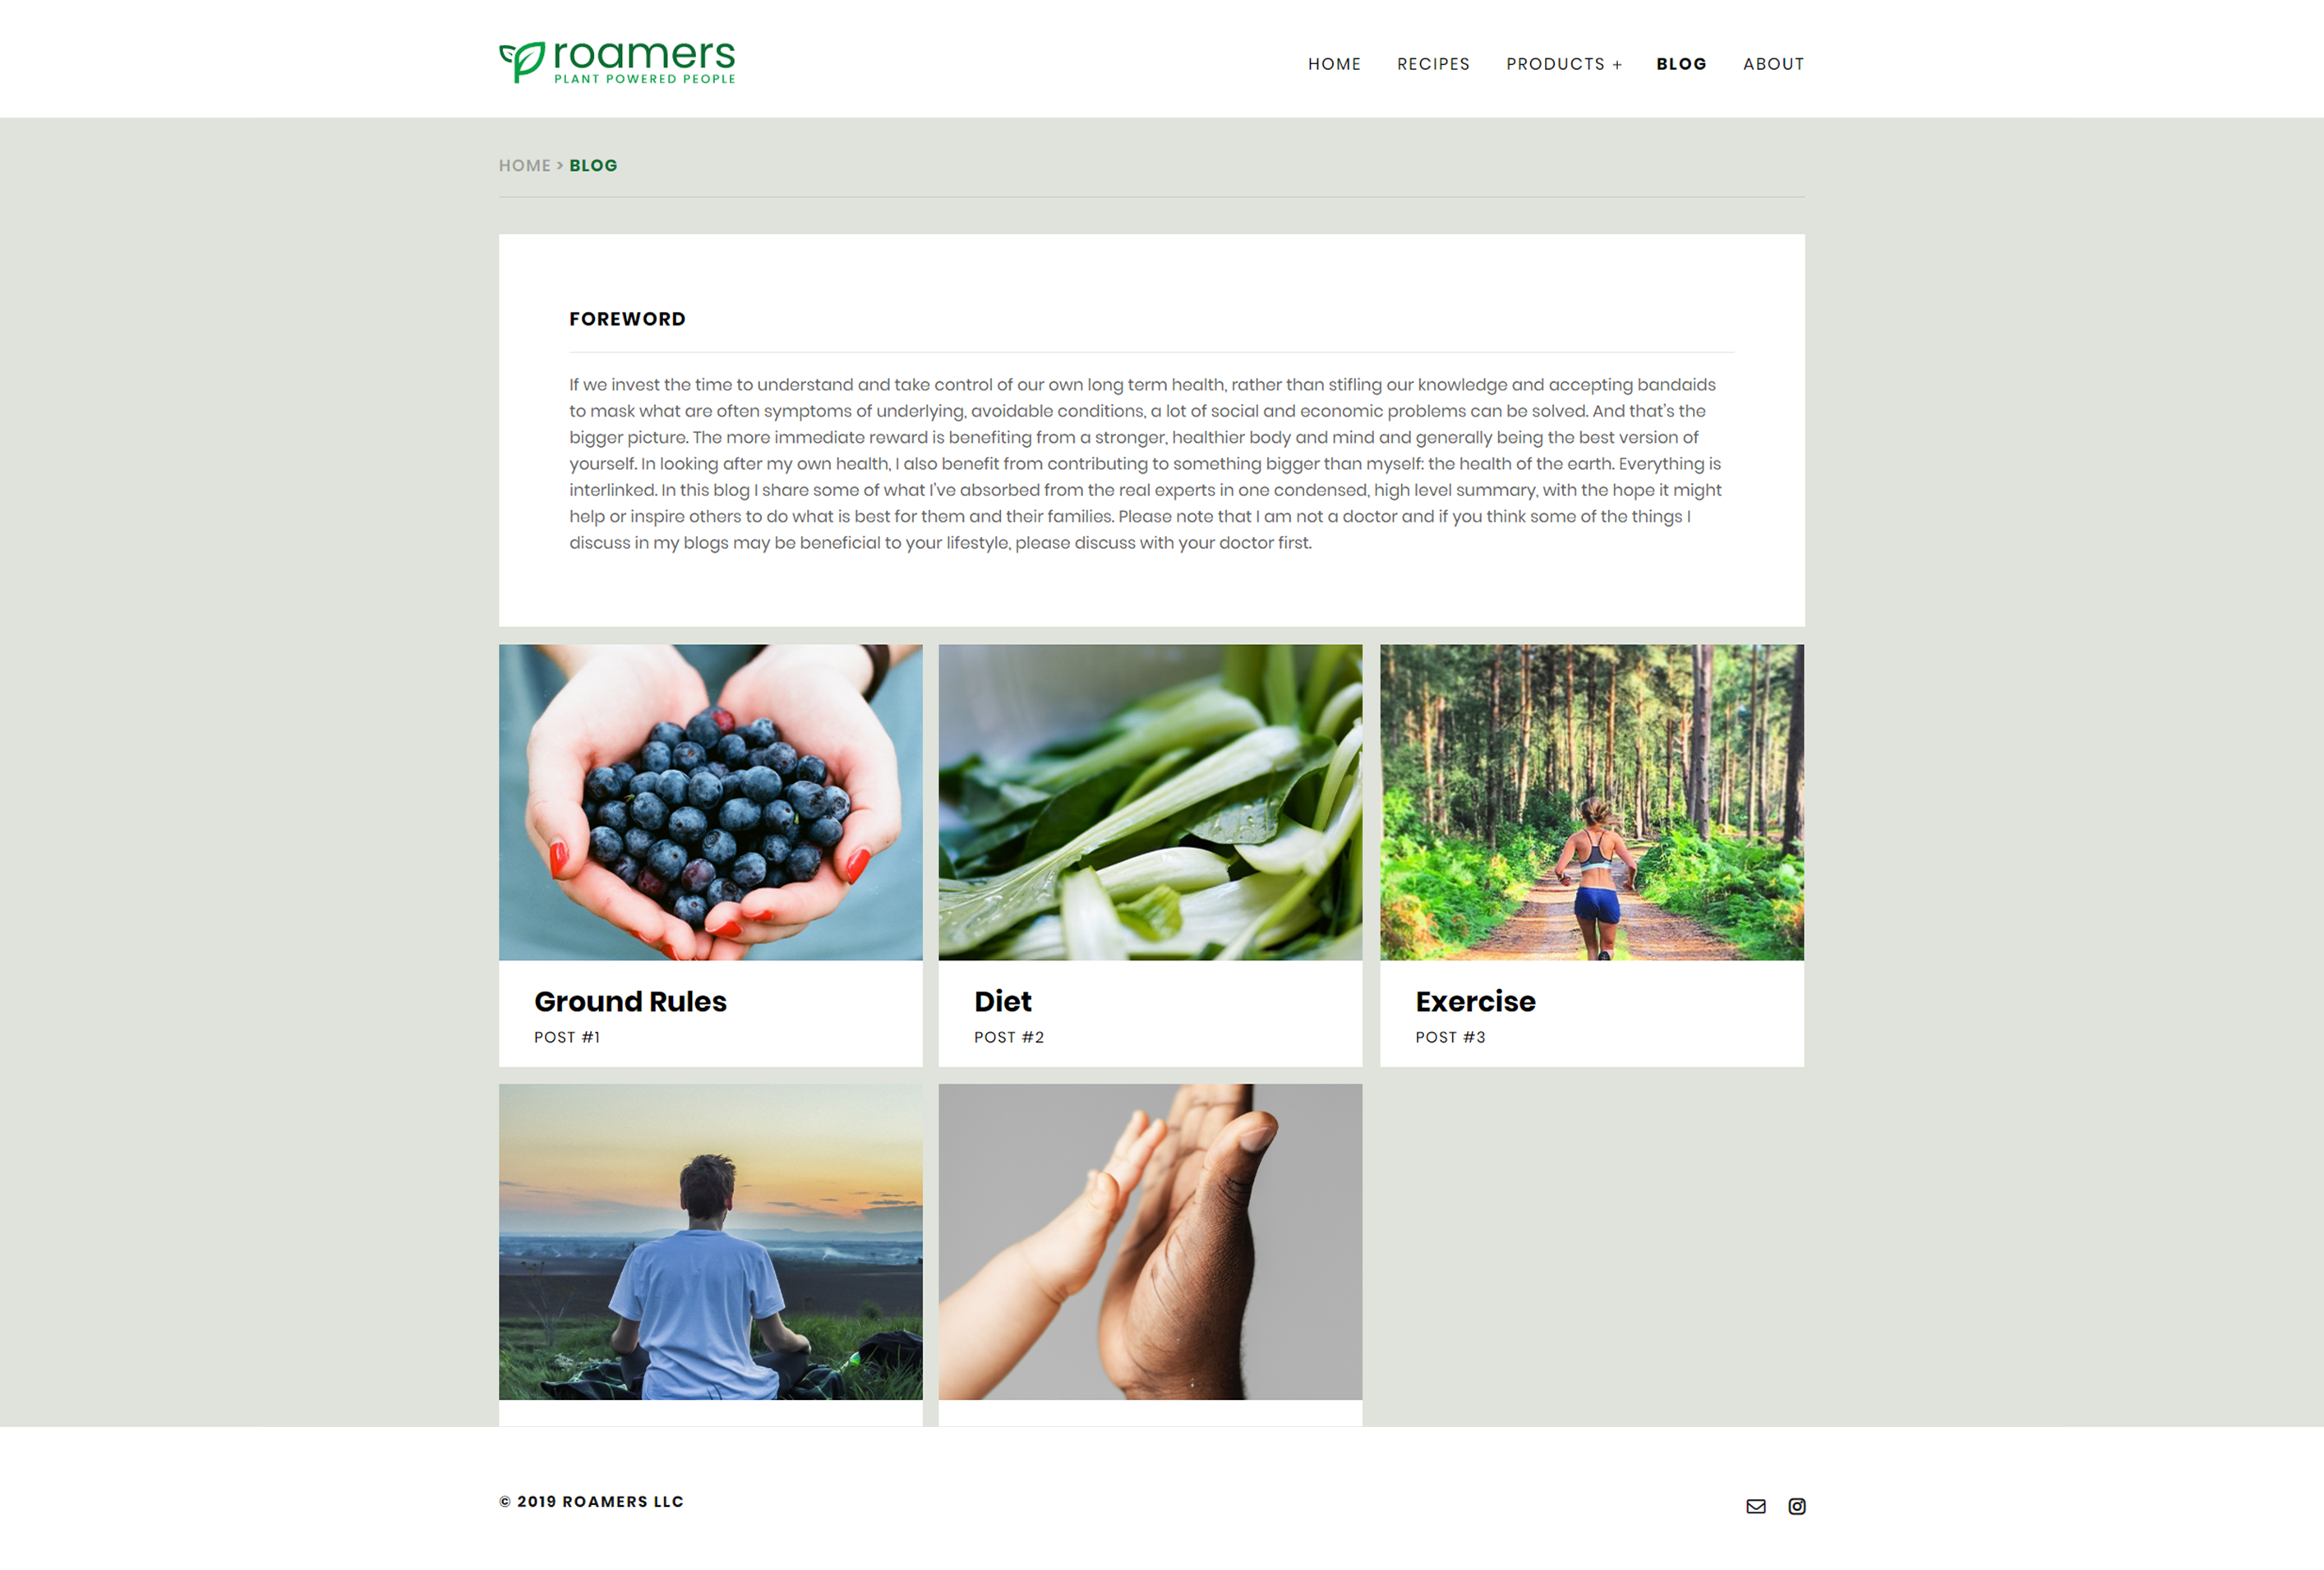 roamers
PLANT POWERED PEOPLE
HOME RECIPES PRODUCTS + BLOG ABOUT
HOME > BLOG
FOREWORD
If we invest the time to understand and take control of our own long term health, rather than stifling our knowledge and accepting bandaids
to mask what are often symptoms of underlying, avoidable conditions, a lot of social and economic problems can be solved. And that's the
bigger picture. The more immediate reward is benefiting from a stronger, healthier body and mind and generally being the best version of
yourself. In looking after my own health, I also benefit from contributing to something bigger than myself: the health of the earth. Everything is
interlinked. In this blog I share some of what I've absorbed from the real experts in one condensed, high level summary, with the hope it might
help or inspire others to do what is best for them and their families. Please note that I am not a doctor and if you think some of the things I
discuss in my blogs may be beneficial to your lifestyle, please discuss with your doctor first.
Ground Rules
POST #1
Diet
POST #2
Exercise
POST #3
© 2019 ROAMERS LLC